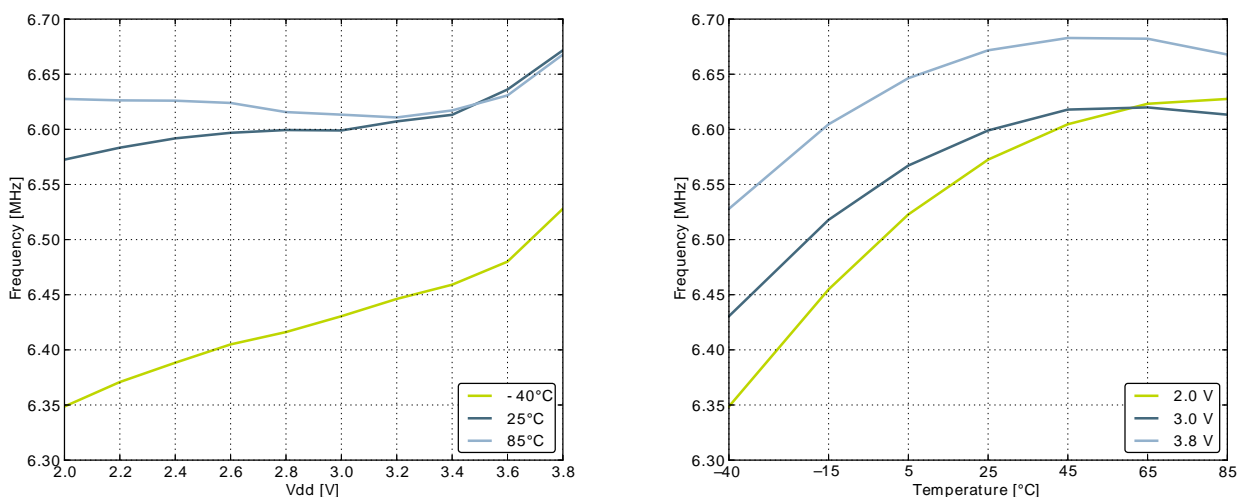 6.70
6.65
6.60
6.55
6.50
6.45
6.40
6.35
6.30
Frequency [MHz]
2.0 2.2 2.4 2.6 2.8 3.0 3.2 3.4 3.6 3.8
Vdd [V]
- 40°C
25°C
85°C
6.70
6.65
6.60
6.55
6.50
6.45
6.40
6.35
6.30
Frequency [MHz]
–40 –15 5 25 45 65 85
Temperature [°C]
2.0 V
3.0 V
3.8 V